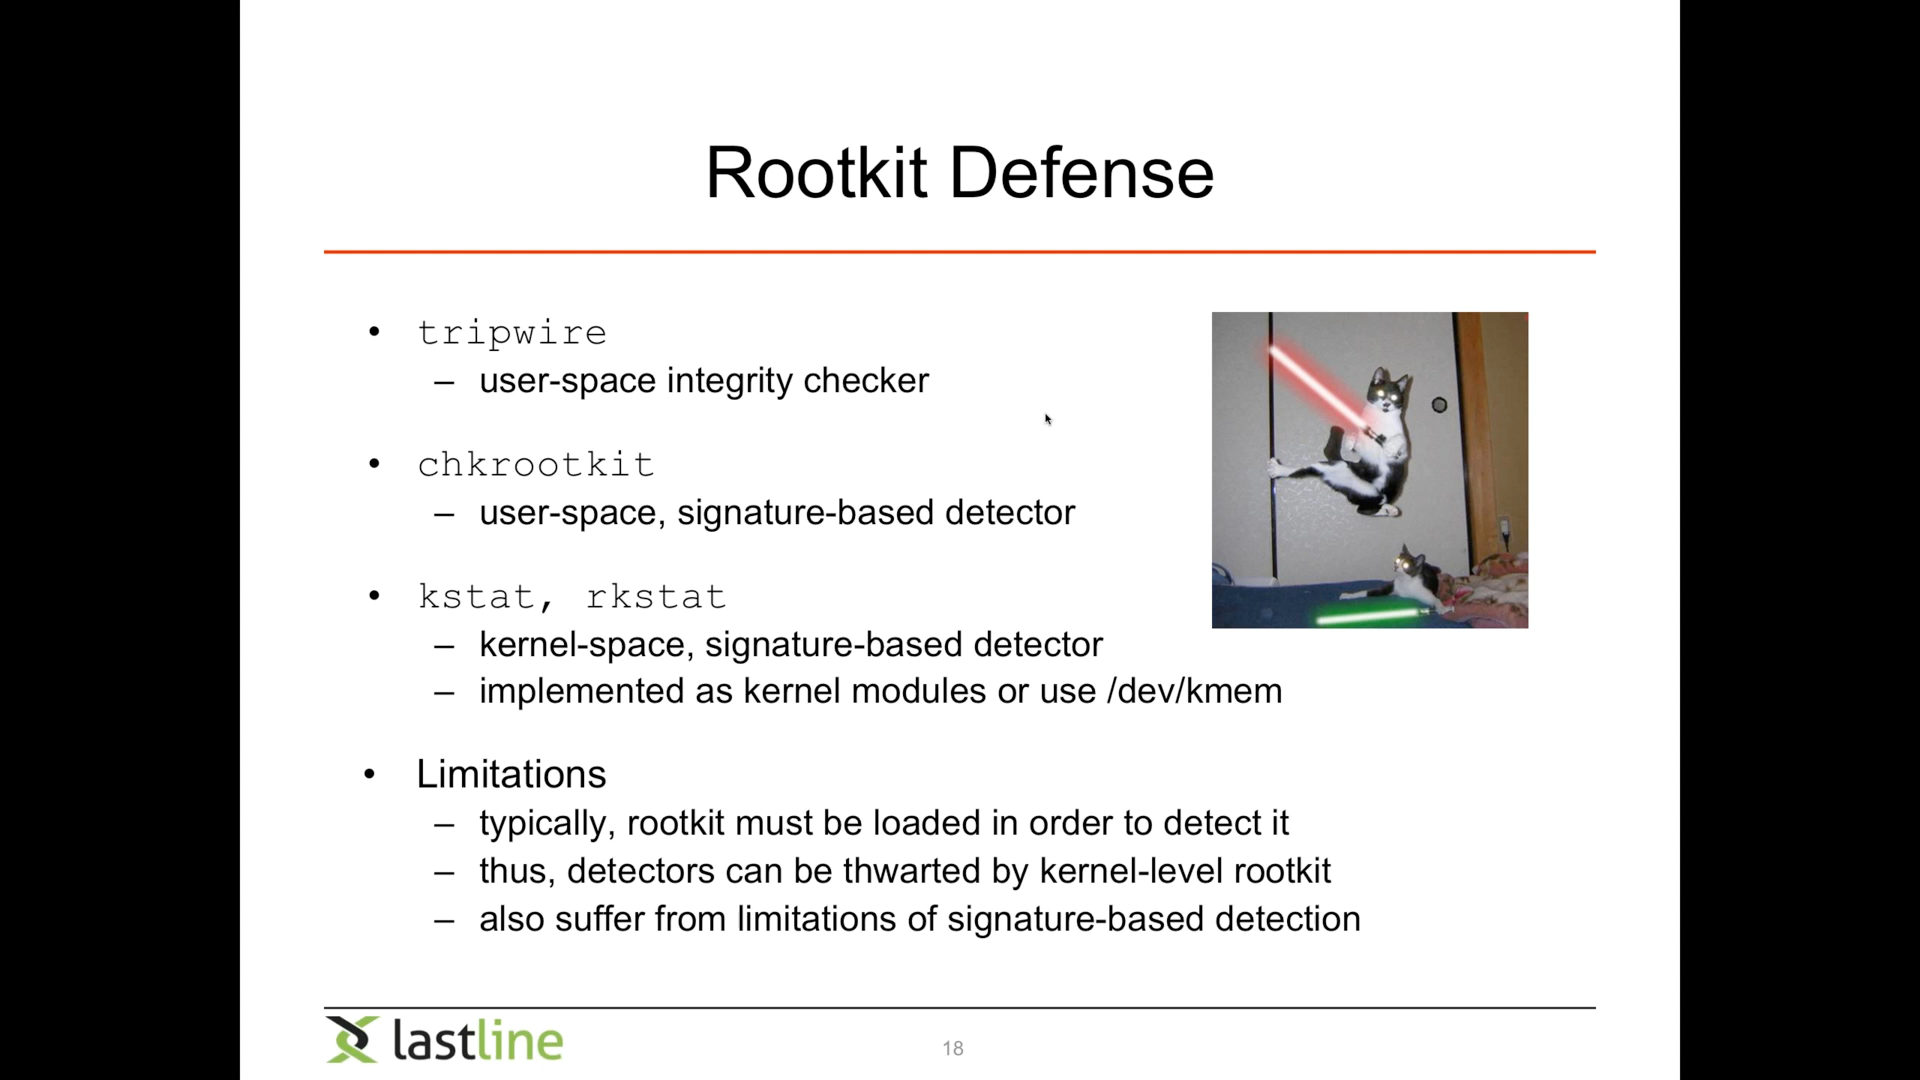 Rootkit Defense
• tripwire
– user-space integrity checker
• chkrootkit
– user-space, signature-based detector
• kstat, rkstat
– kernel-space, signature-based detector
– implemented as kernel modules or use /dev/kmem
• Limitations
– typically, rootkit must be loaded in order to detect it
– thus, detectors can be thwarted by kernel-level rootkit
– also suffer from limitations of signature-based detection
lastline
18